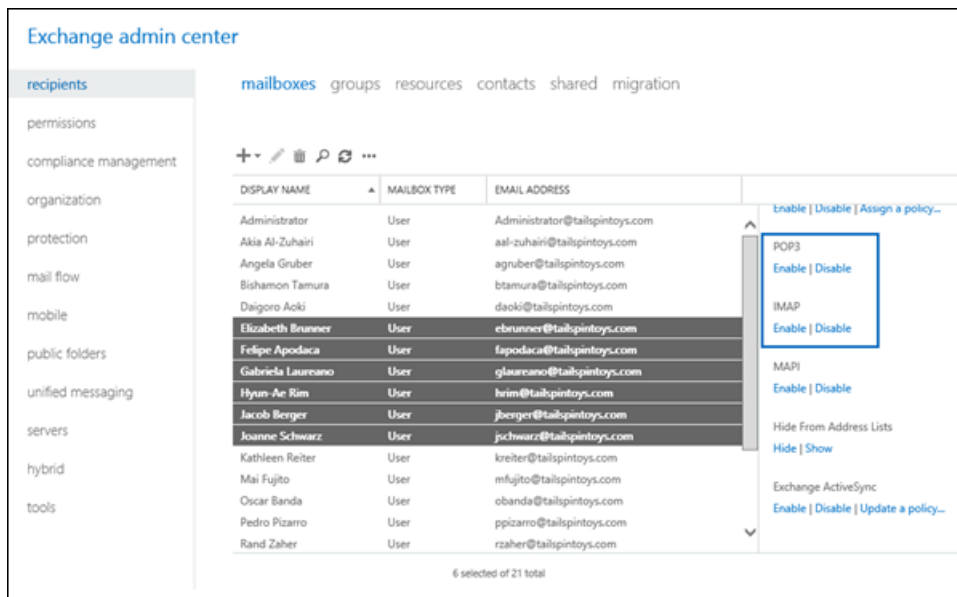 Exchange admin center
recipients
permissions
compliance management
organization
protection
mail flow
mobile
public folders
unified messaging
servers
hybrid
tools
mailboxes groups resources contacts shared migration
DISPLAY NAME MAILBOX TYPE EMAIL ADDRESS
Administrator User Administrator@tailspintoys.com
Akia Al-Zuhairi User aal-zuhairi@tailspintoys.com
Angela Gruber User agruber@tailspintoys.com
Bishamon Tamura User btamura@tailspintoys.com
Daigoro Aoki User daoki@tailspintoys.com
Elizabeth Brunner User ebrunner@tailspintoys.com
Felipe Apodaca User fapodaca@tailspintoys.com
Gabriela Laureano User glaureano@tailspintoys.com
Hyun-Ae Rim User hrim@tailspintoys.com
Jacob Berger User jberger@tailspintoys.com
Joanne Schwarz User jschwarz@tailspintoys.com
Kathleen Reiter User kreiter@tailspintoys.com
Mai Fujito User mfujito@tailspintoys.com
Oscar Banda User obanda@tailspintoys.com
Pedro Pizarro User ppizarro@tailspintoys.com
Rand Zaher User rzaher@tailspintoys.com
6 selected of 21 total
Enable | Disable | Assign a policy...
POP3
Enable | Disable
IMAP
Enable | Disable
MAPI
Enable | Disable
Hide From Address Lists
Hide | Show
Exchange ActiveSync
Enable | Disable | Update a policy...